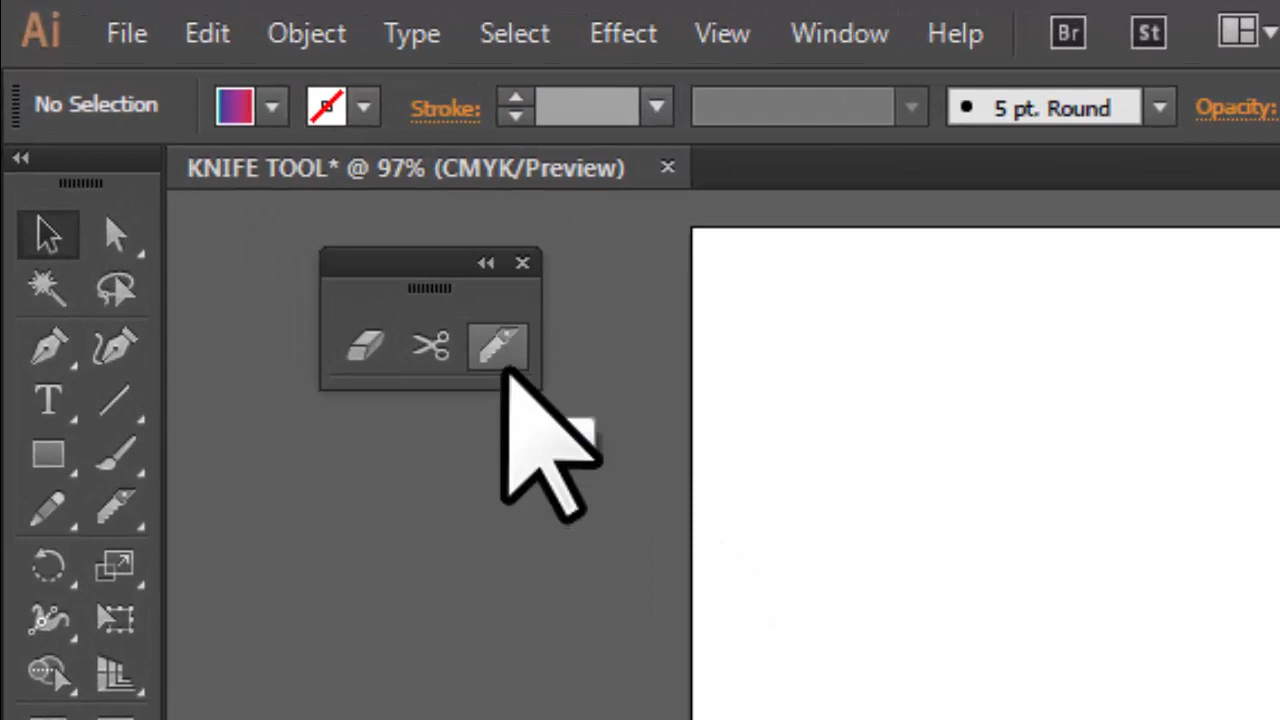 Ai File Edit Object Type Select Effect View Window Help Br St
No Selection Stroke: 5 pt. Round Opacity:
KNIFE TOOL* @ 97% (CMYK/Preview)